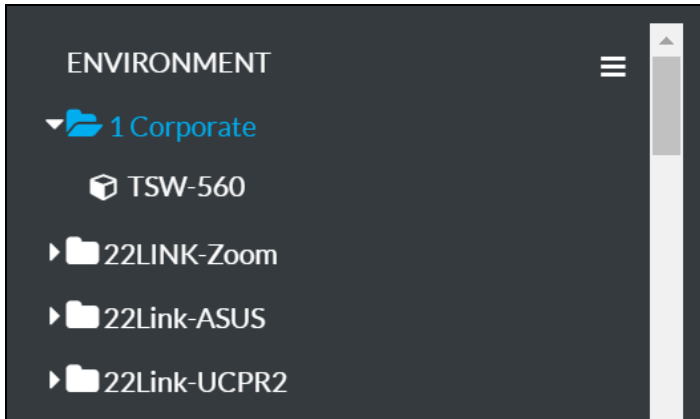 ENVIRONMENT
1 Corporate
TSW-560
22LINK-Zoom
22Link-ASUS
22Link-UCPR2